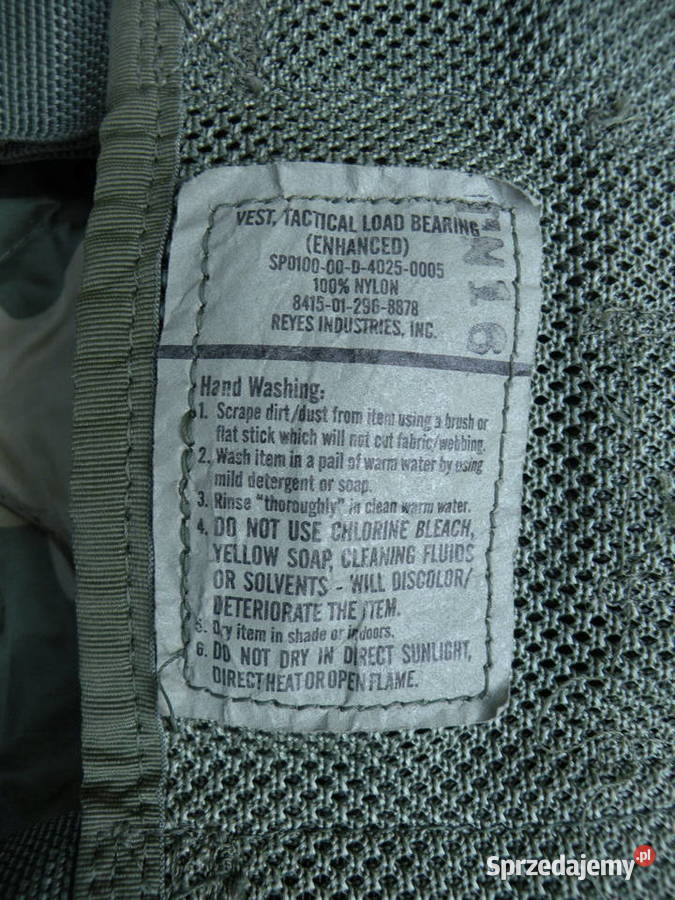 VEST, TACTICAL LOAD BEARING
(ENHANCED)
SP0100-00-D-4025-0005
100% NYLON
8415-01-296-8878
REYES INDUSTRIES, INC.
Hand Washing:
1. Scrape dirt/dust from item using a brush or
flat stick which will not cut fabric/webbing.
2. Wash item in a pail of warm water by using
mild detergent or soap.
3. Rinse "thoroughly" in clean warm water.
4. DO NOT USE CHLORINE BLEACH,
YELLOW SOAP, CLEANING FLUIDS
OR SOLVENTS - WILL DISCOLOR/
DETERIORATE THE ITEM.
5. Dry item in shade or indoors.
6. DO NOT DRY IN DIRECT SUNLIGHT,
DIRECT HEAT OR OPEN FLAME.
16
Sprzedajemy.pl